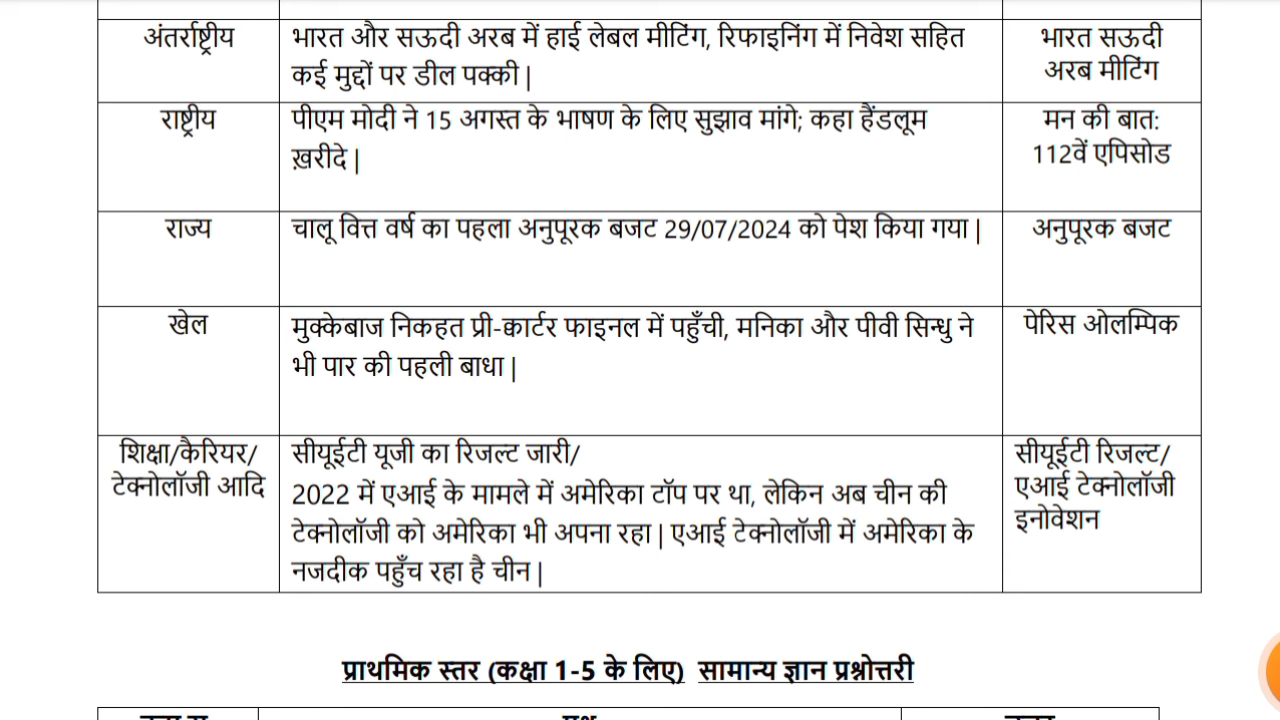 अंतर्राष्ट्रीय
भारत और सऊदी अरब में हाई लेबल मीटिंग, रिफाइनिंग में निवेश सहित
कई मुद्दों पर डील पक्की |
भारत सऊदी
अरब मीटिंग
राष्ट्रीय
पीएम मोदी ने 15 अगस्त के भाषण के लिए सुझाव मांगे; कहा हैंडलूम
ख़रीदे |
मन की बात:
112वें एपिसोड
राज्य
चालू वित्त वर्ष का पहला अनुपूरक बजट 29/07/2024 को पेश किया गया |
अनुपूरक बजट
खेल
मुक्केबाज निकहत प्री-क्वार्टर फाइनल में पहुँची, मनिका और पीवी सिन्धु ने
भी पार की पहली बाधा |
पेरिस ओलम्पिक
शिक्षा/कैरियर/
टेक्नोलॉजी आदि
सीयूईटी यूजी का रिजल्ट जारी/
2022 में एआई के मामले में अमेरिका टॉप पर था, लेकिन अब चीन की
टेक्नोलॉजी को अमेरिका भी अपना रहा | एआई टेक्नोलॉजी में अमेरिका के
नजदीक पहुँच रहा है चीन |
सीयूईटी रिजल्ट/
एआई टेक्नोलॉजी
इनोवेशन
प्राथमिक स्तर (कक्षा 1-5 के लिए) सामान्य ज्ञान प्रश्नोत्तरी